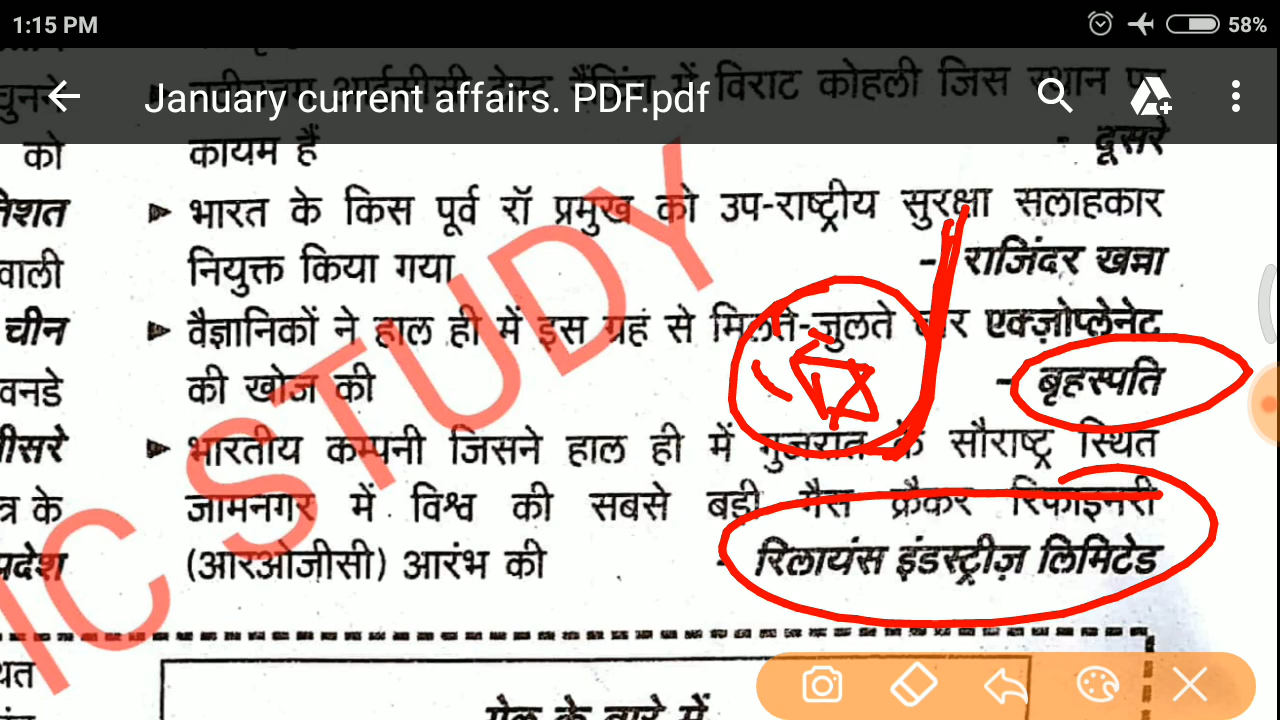 1:15 PM
58%
January current affairs. PDF.pdf
चुनने
में विराट कोहली जिस स्थान पर
को
कायम हैं - दूसरे
भारत के किस पूर्व रॉ प्रमुख को उप-राष्ट्रीय सुरक्षा सलाहकार
वाली
नियुक्त किया गया - राजिंदर खन्ना
चीन
वैज्ञानिकों ने हाल ही में इस ग्रहं से मिलते-जुलते चार एक्ज़ोप्लेनेट
वनडे
की खोज की - बृहस्पति
भारतीय कम्पनी जिसने हाल ही में गुजरात के सौराष्ट्र स्थित
त्र के
जामनगर में विश्व की सबसे बड़ी गैस क्रैकर रिफाइनरी
(आरओजीसी) आरंभ की - रिलायंस इंडस्ट्रीज़ लिमिटेड
IC STUDY
के बारे में